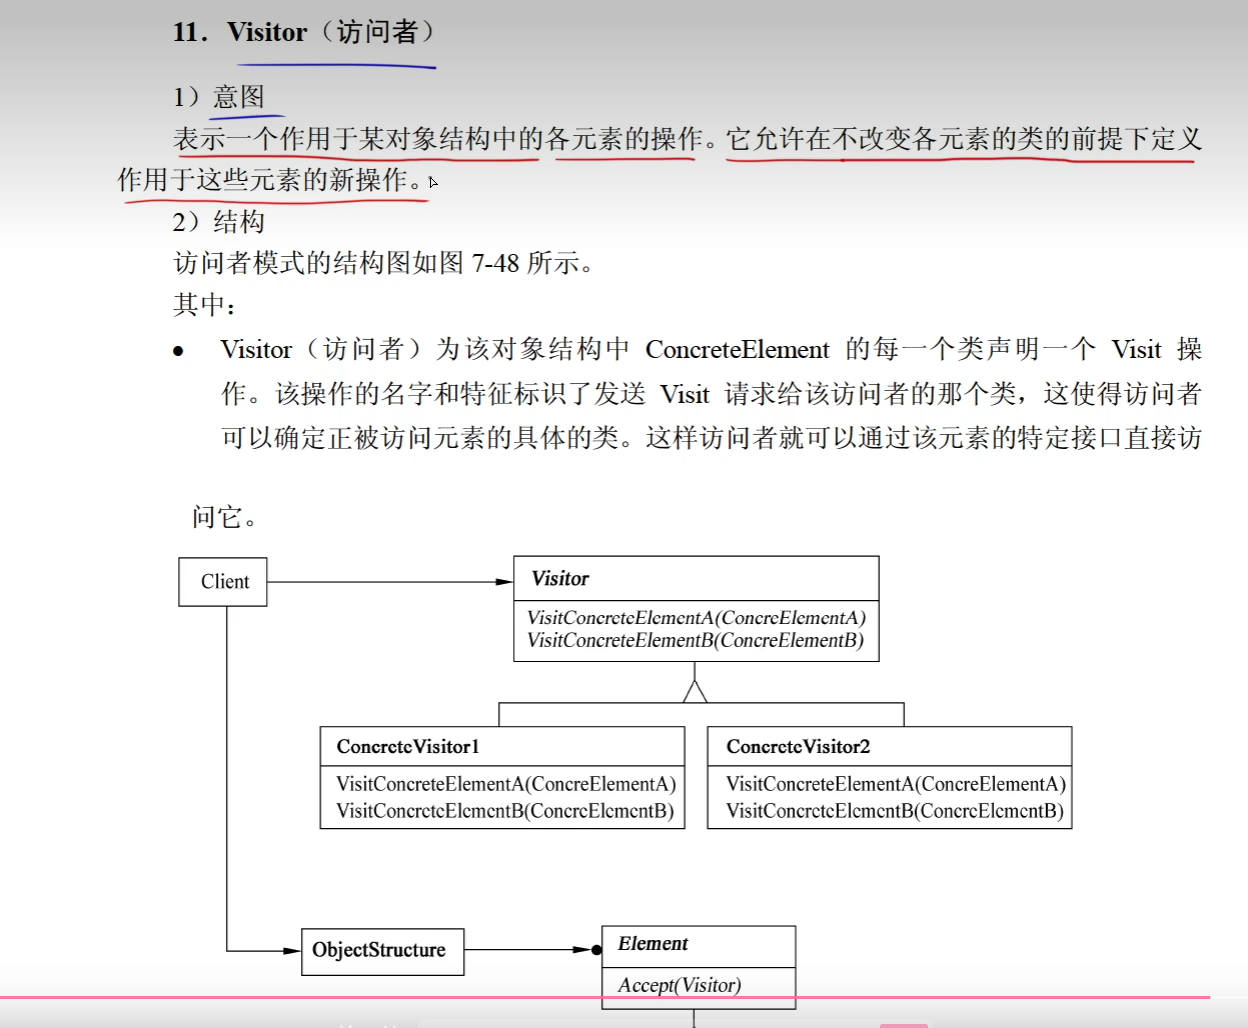 11. Visitor（访问者）
1）意图
表示一个作用于某对象结构中的各元素的操作。它允许在不改变各元素的类的前提下定义
作用于这些元素的新操作。
2）结构
访问者模式的结构图如图 7-48 所示。
其中：
● Visitor（访问者）为该对象结构中 ConcreteElement 的每一个类声明一个 Visit 操
作。该操作的名字和特征标识了发送 Visit 请求给该访问者的那个类，这使得访问者
可以确定正被访问元素的具体的类。这样访问者就可以通过该元素的特定接口直接访
问它。
Client
Visitor
VisitConcreteElementA(ConcreElementA)
VisitConcreteElementB(ConcreElementB)
ConcreteVisitor1
VisitConcreteElementA(ConcreElementA)
VisitConcreteElementB(ConcreElementB)
ConcreteVisitor2
VisitConcreteElementA(ConcreElementA)
VisitConcreteElementB(ConcreElementB)
ObjectStructure
Element
Accept(Visitor)